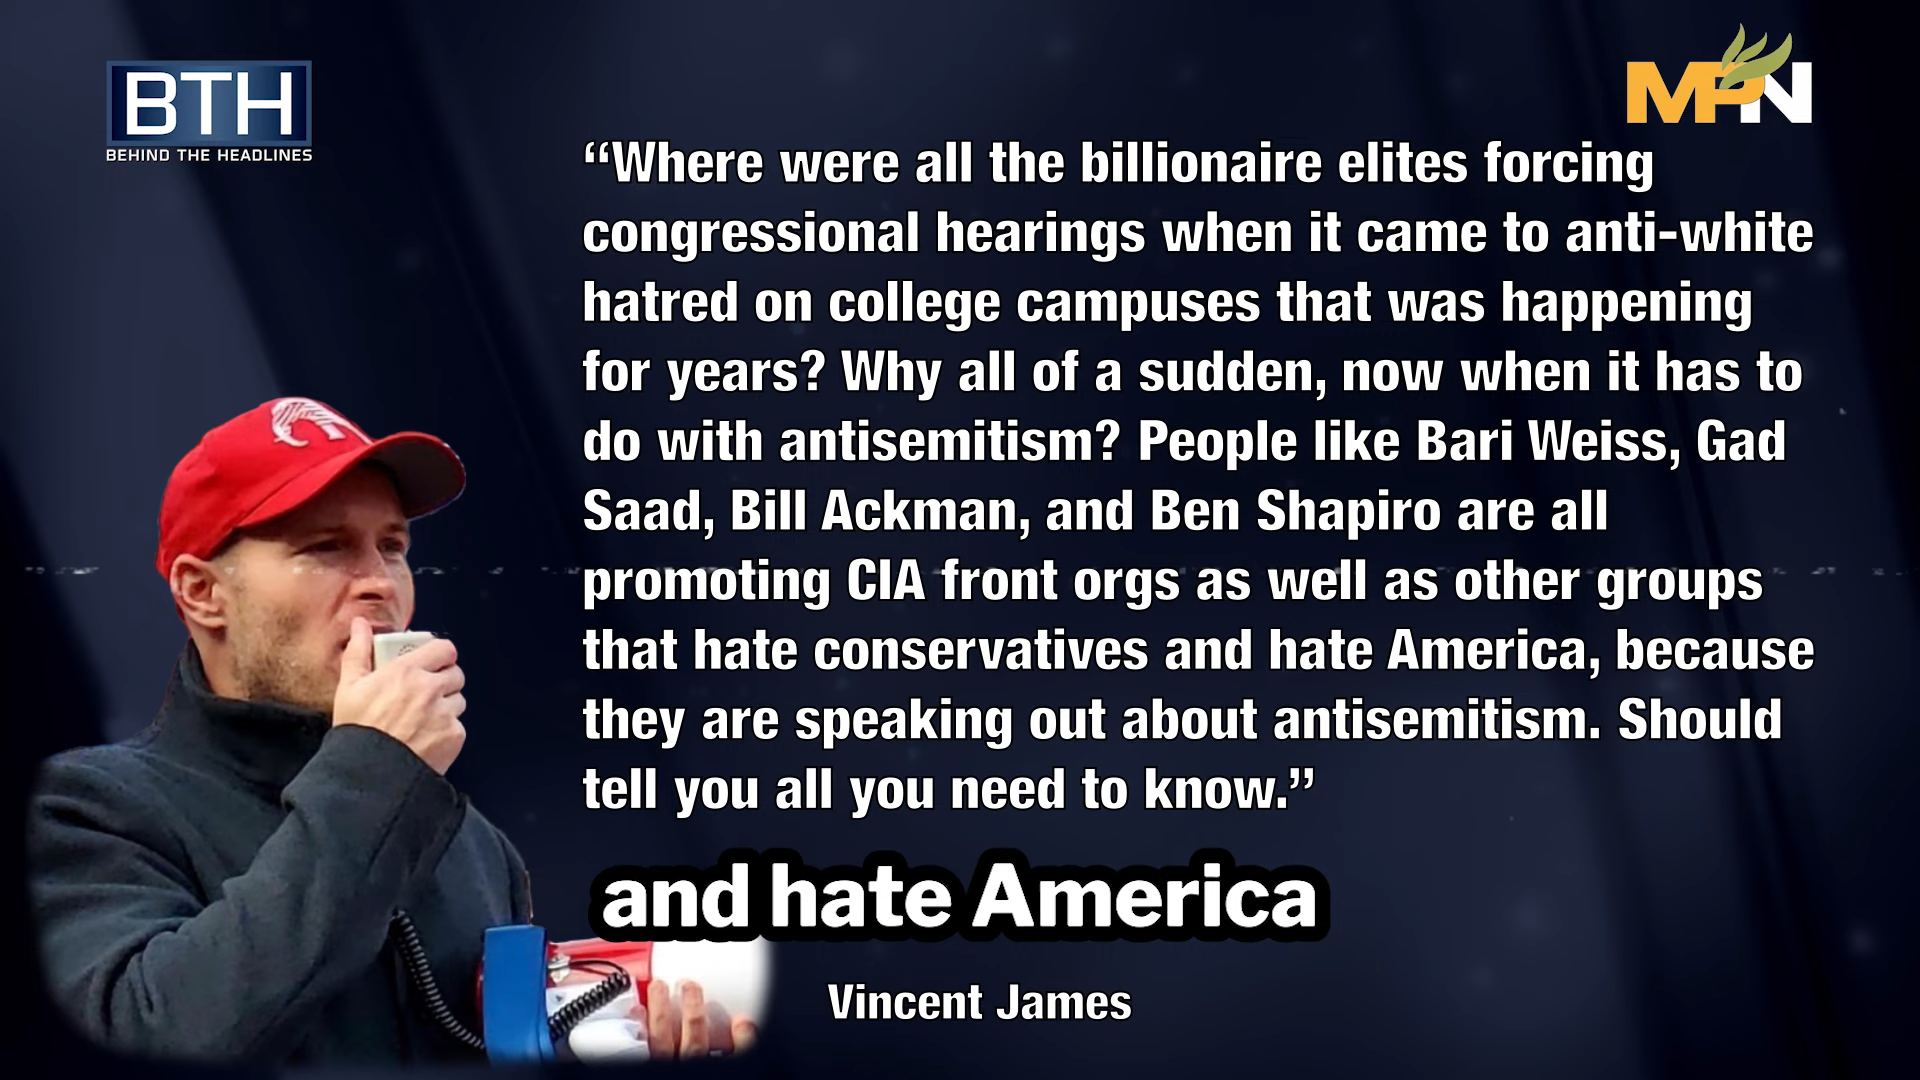 BTH
BEHIND THE HEADLINES
MPN
“Where were all the billionaire elites forcing
congressional hearings when it came to anti-white
hatred on college campuses that was happening
for years? Why all of a sudden, now when it has to
do with antisemitism? People like Bari Weiss, Gad
Saad, Bill Ackman, and Ben Shapiro are all
promoting CIA front orgs as well as other groups
that hate conservatives and hate America, because
they are speaking out about antisemitism. Should
tell you all you need to know.”
and hate America
Vincent James